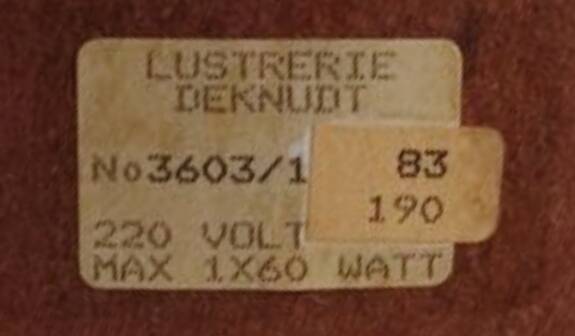 LUSTRERIE
DEKNUDT
No3603/1
83
190
220 VOLT
MAX 1X60 WATT